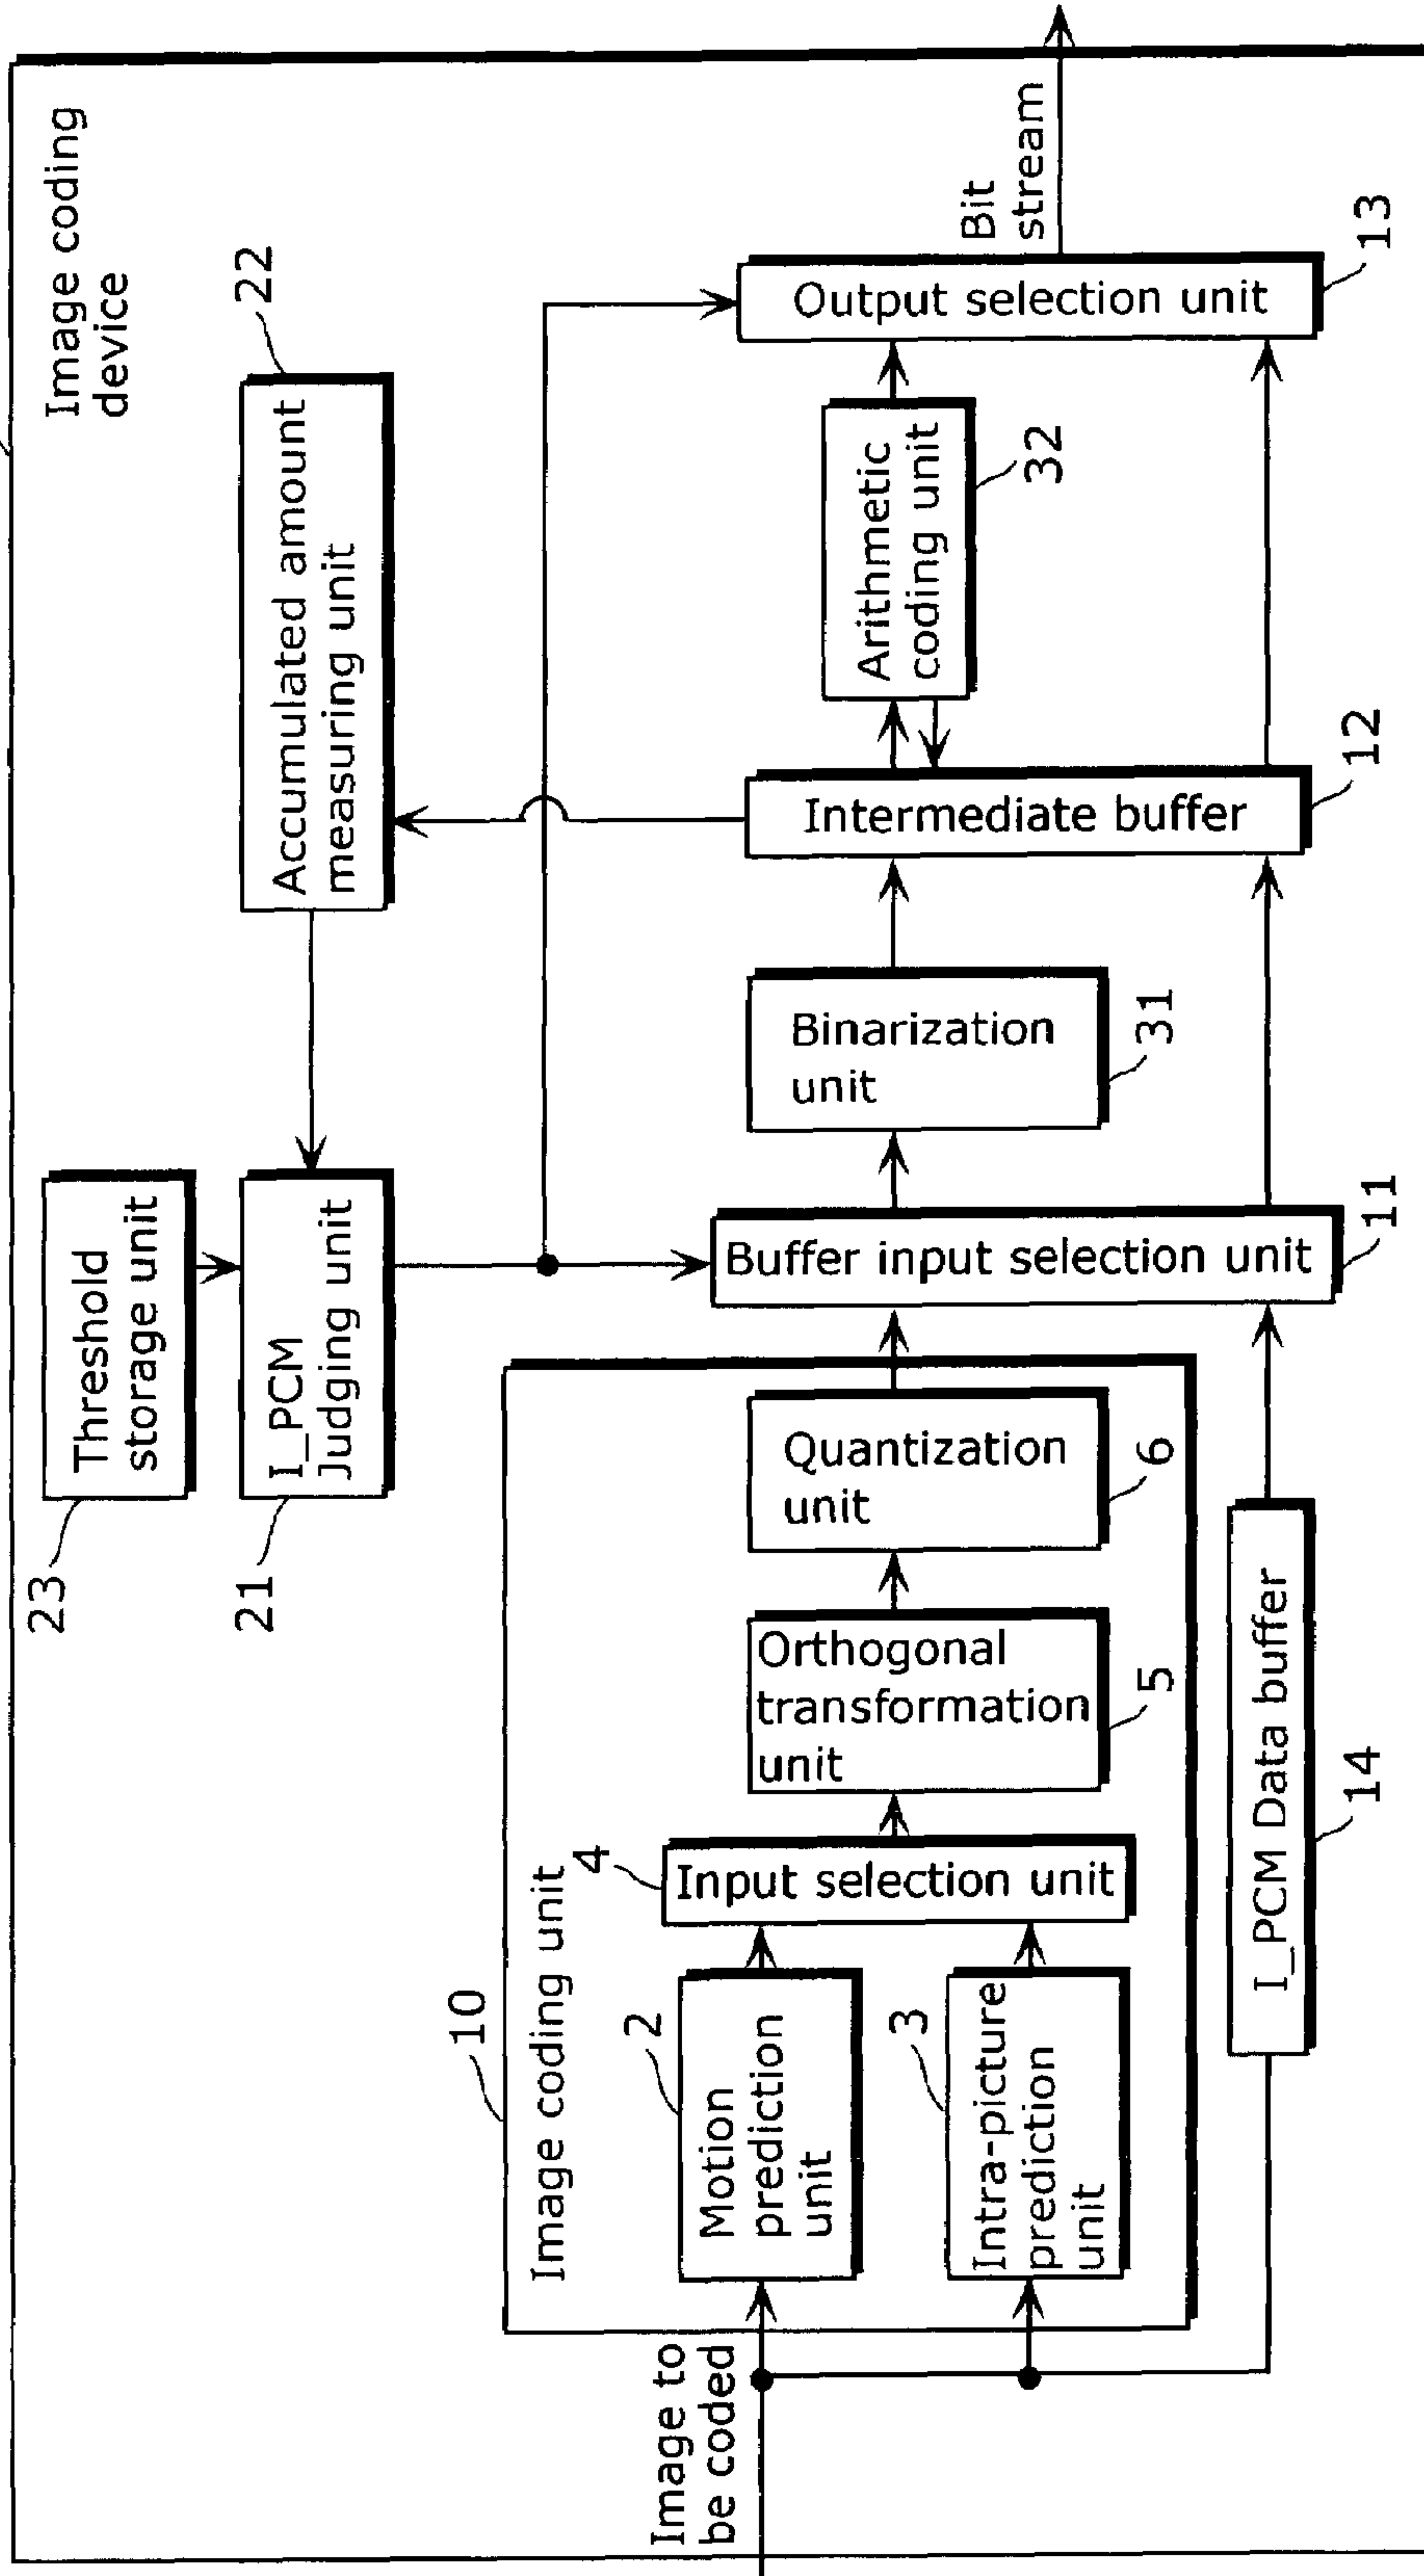 Image coding
device
23
Threshold
storage unit
21
I_PCM
Judging unit
Accumulated amount
measuring unit
22
10
Image coding unit
Image to
be coded
2
Motion
prediction
unit
3
Intra-picture
prediction
unit
4
Input selection unit
Orthogonal
transformation
unit
5
Quantization
unit
6
Buffer input selection unit
11
Binarization
unit
31
Intermediate buffer
12
Arithmetic
coding unit
32
Output selection unit
13
Bit
stream
I_PCM Data buffer
14